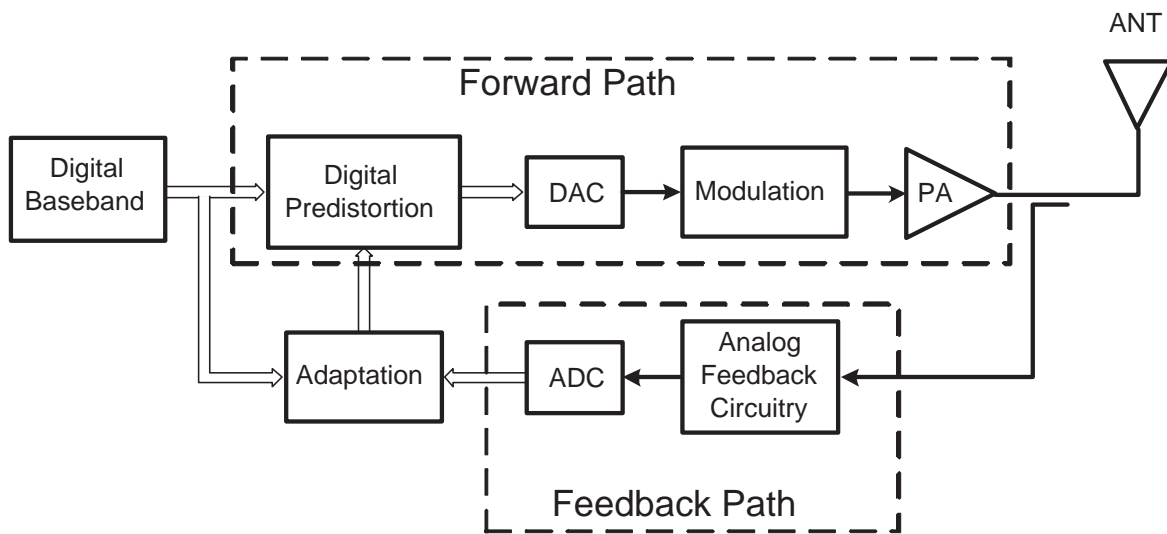 ANT
Forward Path
Digital
Baseband
Digital
Predistortion
DAC
Modulation
PA
Adaptation
ADC
Analog
Feedback
Circuitry
Feedback Path